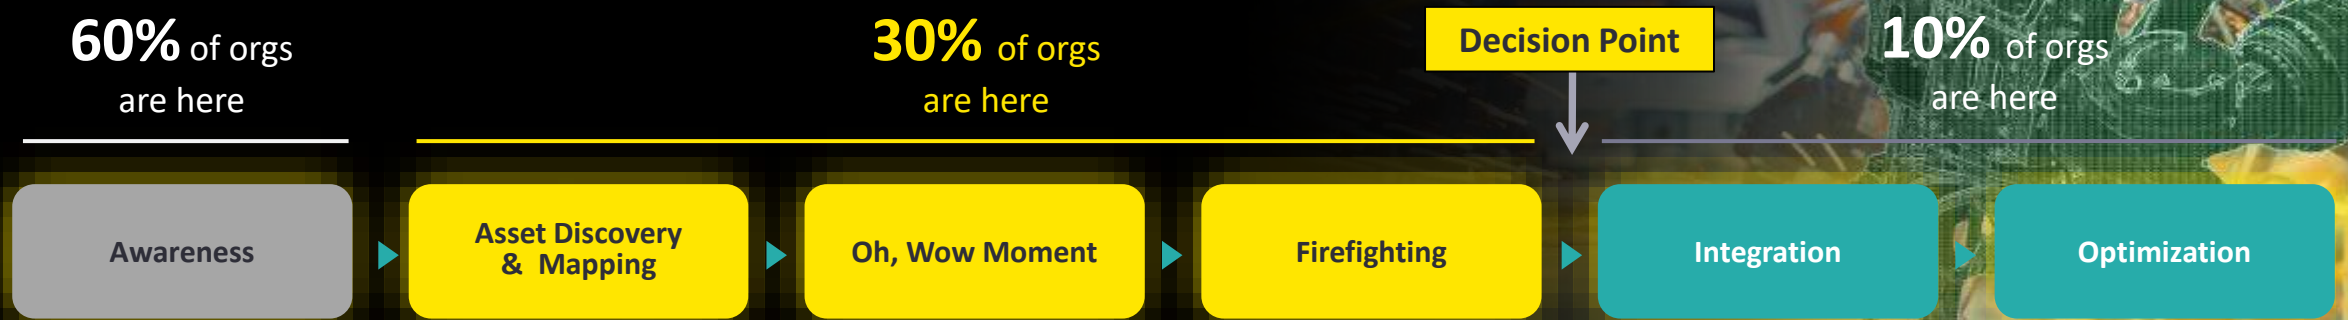 60% of orgs
are here
30% of orgs
are here
Decision Point
10% of orgs
are here
Awareness
Asset Discovery
& Mapping
Oh, Wow Moment
Firefighting
Integration
Optimization